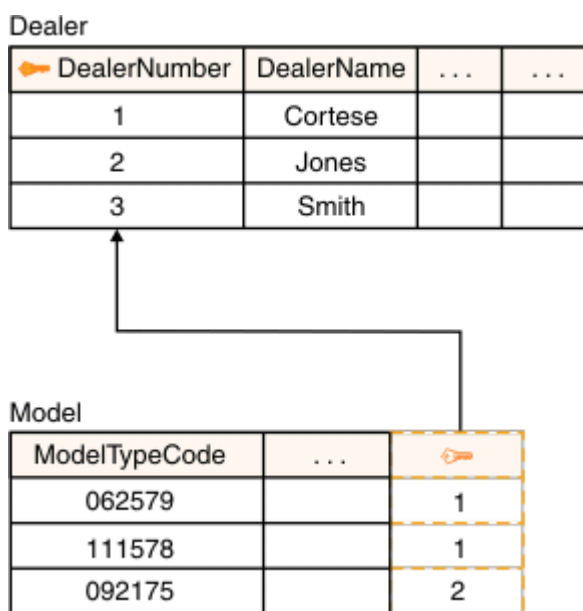 Dealer
DealerNumber DealerName ... ...
1 Cortese
2 Jones
3 Smith
Model
ModelTypeCode ...
062579 1
111578 1
092175 2